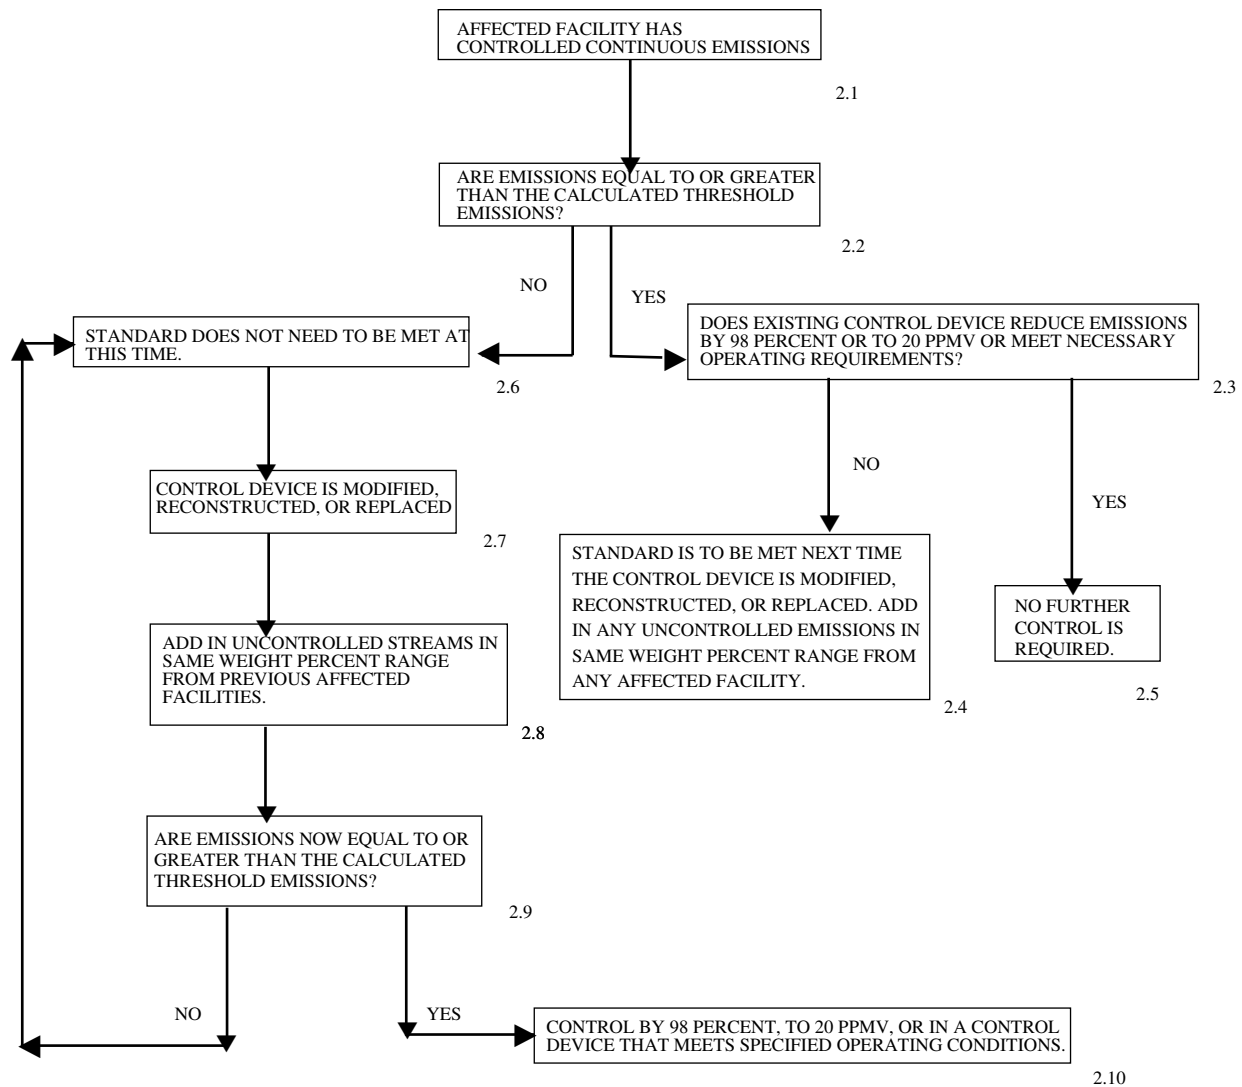 AFFECTED FACILITY HAS
CONTROLLED CONTINUOUS EMISSIONS
2.1
ARE EMISSIONS EQUAL TO OR GREATER
THAN THE CALCULATED THRESHOLD
EMISSIONS?
2.2
NO
YES
STANDARD DOES NOT NEED TO BE MET AT
THIS TIME.
2.6
DOES EXISTING CONTROL DEVICE REDUCE EMISSIONS
BY 98 PERCENT OR TO 20 PPMV OR MEET NECESSARY
OPERATING REQUIREMENTS?
2.3
NO
YES
CONTROL DEVICE IS MODIFIED,
RECONSTRUCTED, OR REPLACED
2.7
STANDARD IS TO BE MET NEXT TIME
THE CONTROL DEVICE IS MODIFIED,
RECONSTRUCTED, OR REPLACED. ADD
IN ANY UNCONTROLLED EMISSIONS IN
SAME WEIGHT PERCENT RANGE FROM
ANY AFFECTED FACILITY.
2.4
NO FURTHER
CONTROL IS
REQUIRED.
2.5
ADD IN UNCONTROLLED STREAMS IN
SAME WEIGHT PERCENT RANGE
FROM PREVIOUS AFFECTED
FACILITIES.
2.8
ARE EMISSIONS NOW EQUAL TO OR
GREATER THAN THE CALCULATED
THRESHOLD EMISSIONS?
2.9
NO
YES
CONTROL BY 98 PERCENT, TO 20 PPMV, OR IN A CONTROL
DEVICE THAT MEETS SPECIFIED OPERATING CONDITIONS.
2.10